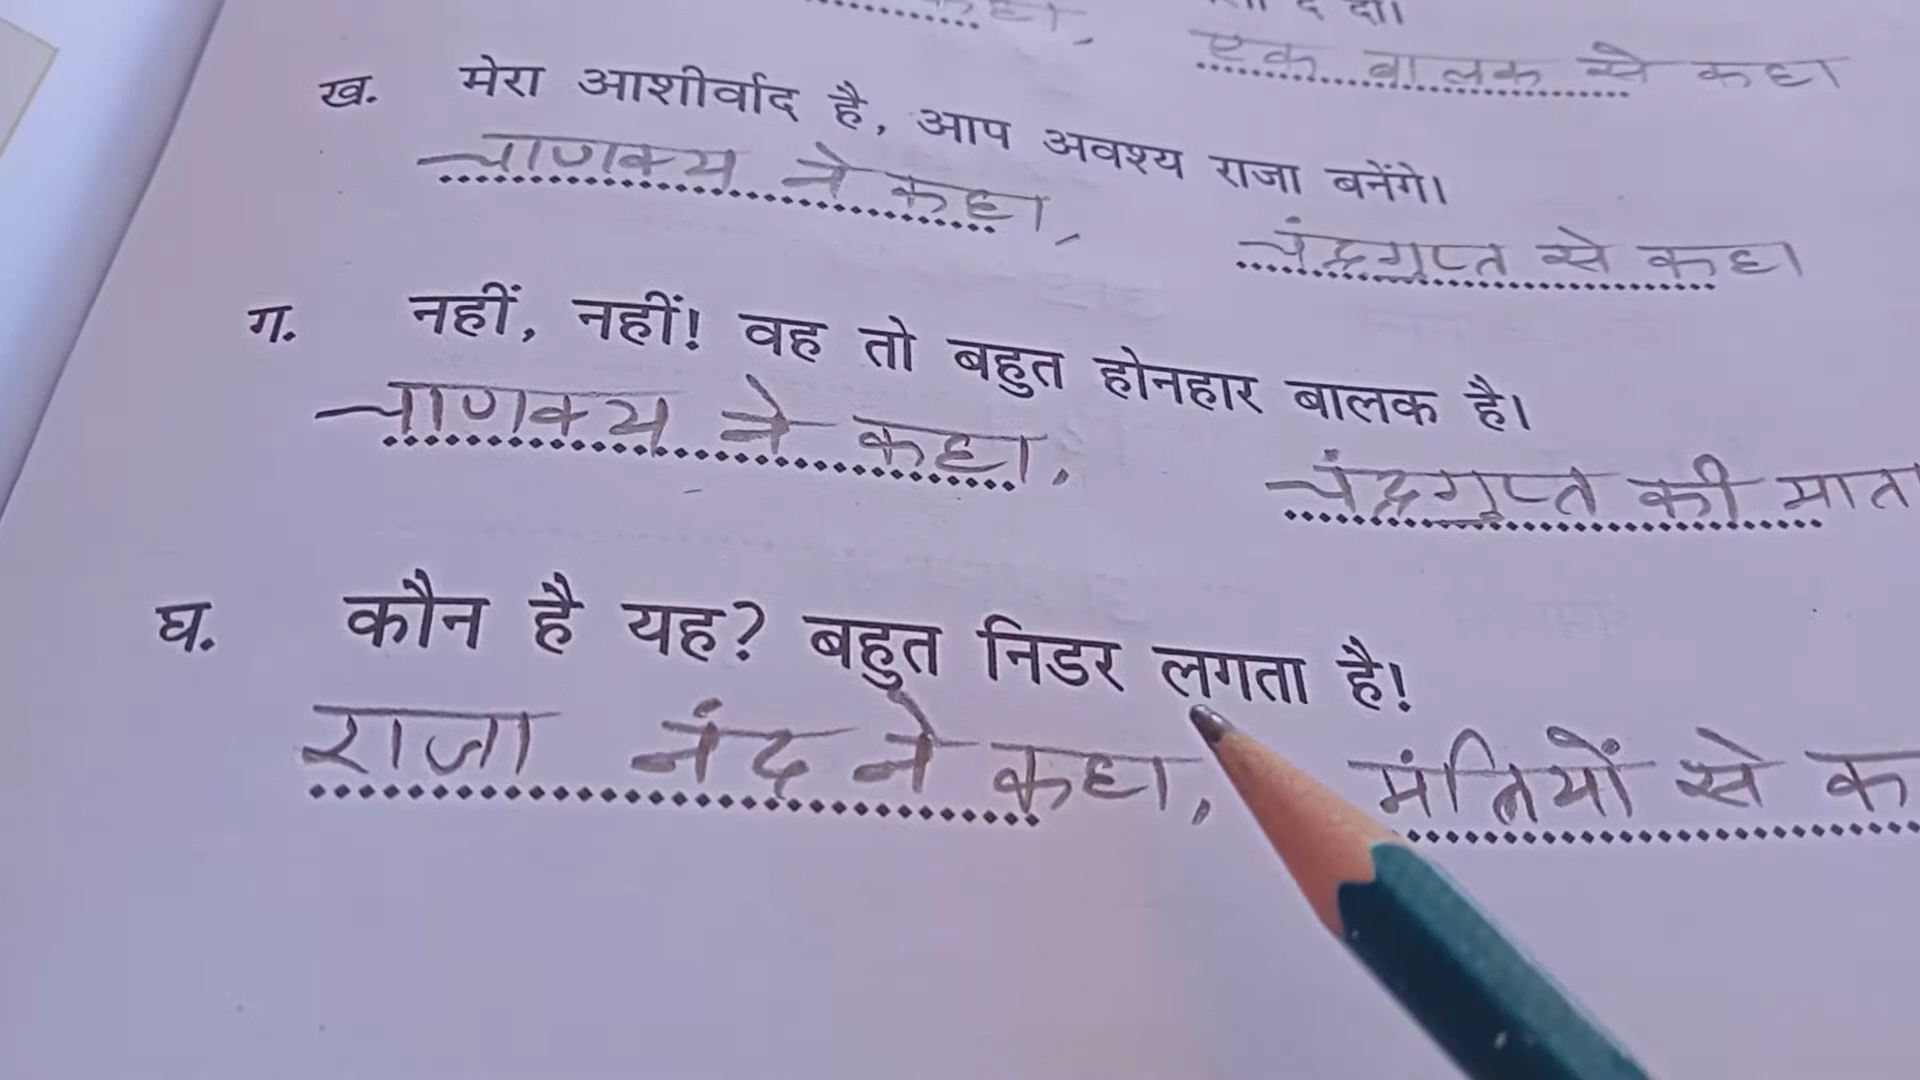 दो।
एक बालक से कहा
ख. मेरा आशीर्वाद है, आप अवश्य राजा बनेंगे।
चाणक्य ने कहा, चंद्रगुप्त से कहा
ग. नहीं, नहीं! वह तो बहुत होनहार बालक है।
चाणक्य ने कहा, चंद्रगुप्त की मात
घ. कौन है यह? बहुत निडर लगता है!
राजा नंद ने कहा, मंत्रियों से क